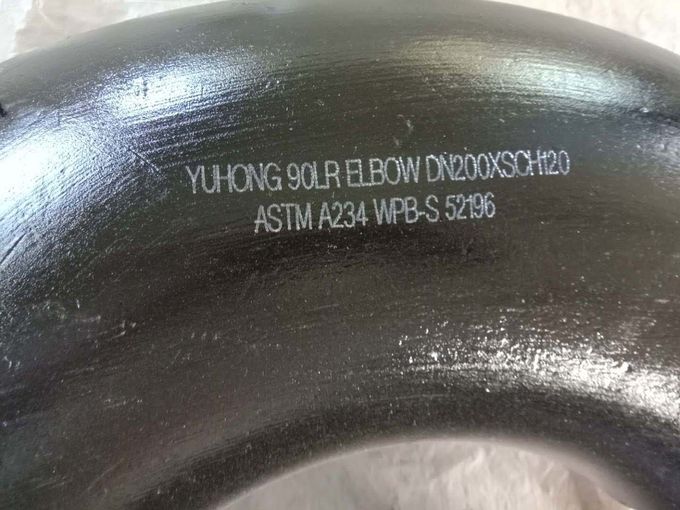 YUHONG 90LR ELBOW DN200XSCH120
ASTM A234 WPB-S 52196